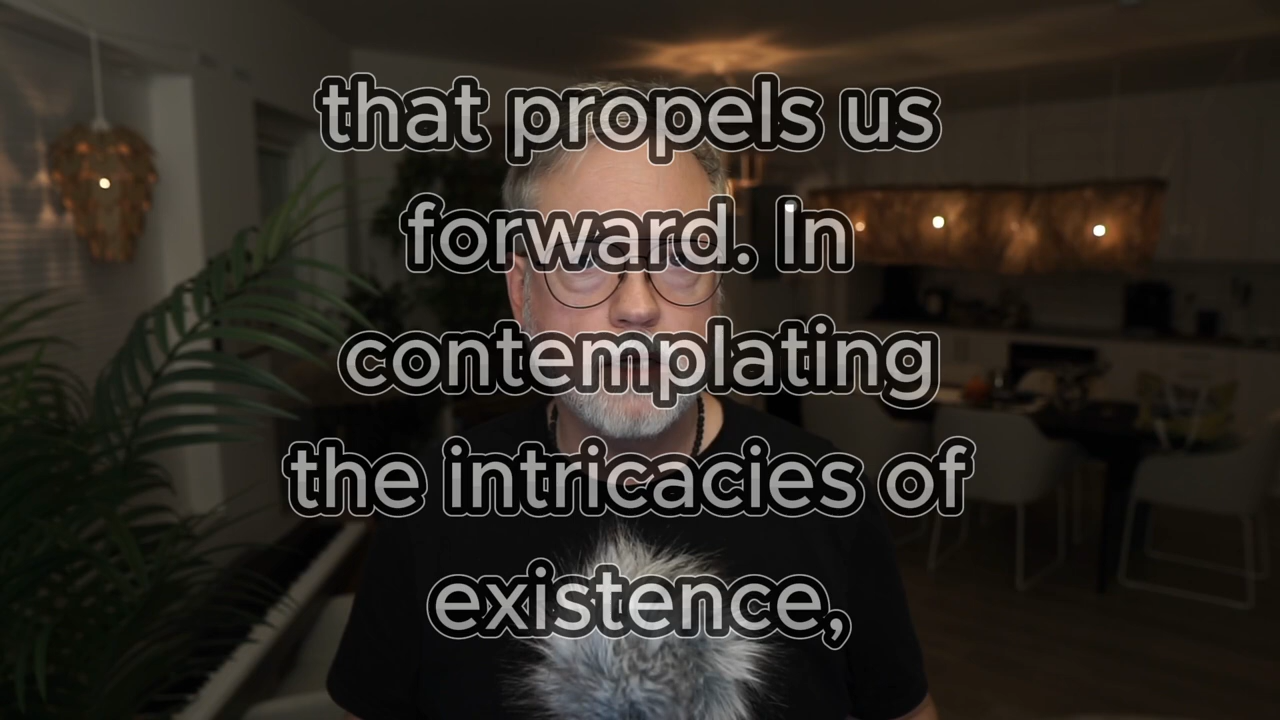 that propels us
forward. In
contemplating
the intricacies of
existence,